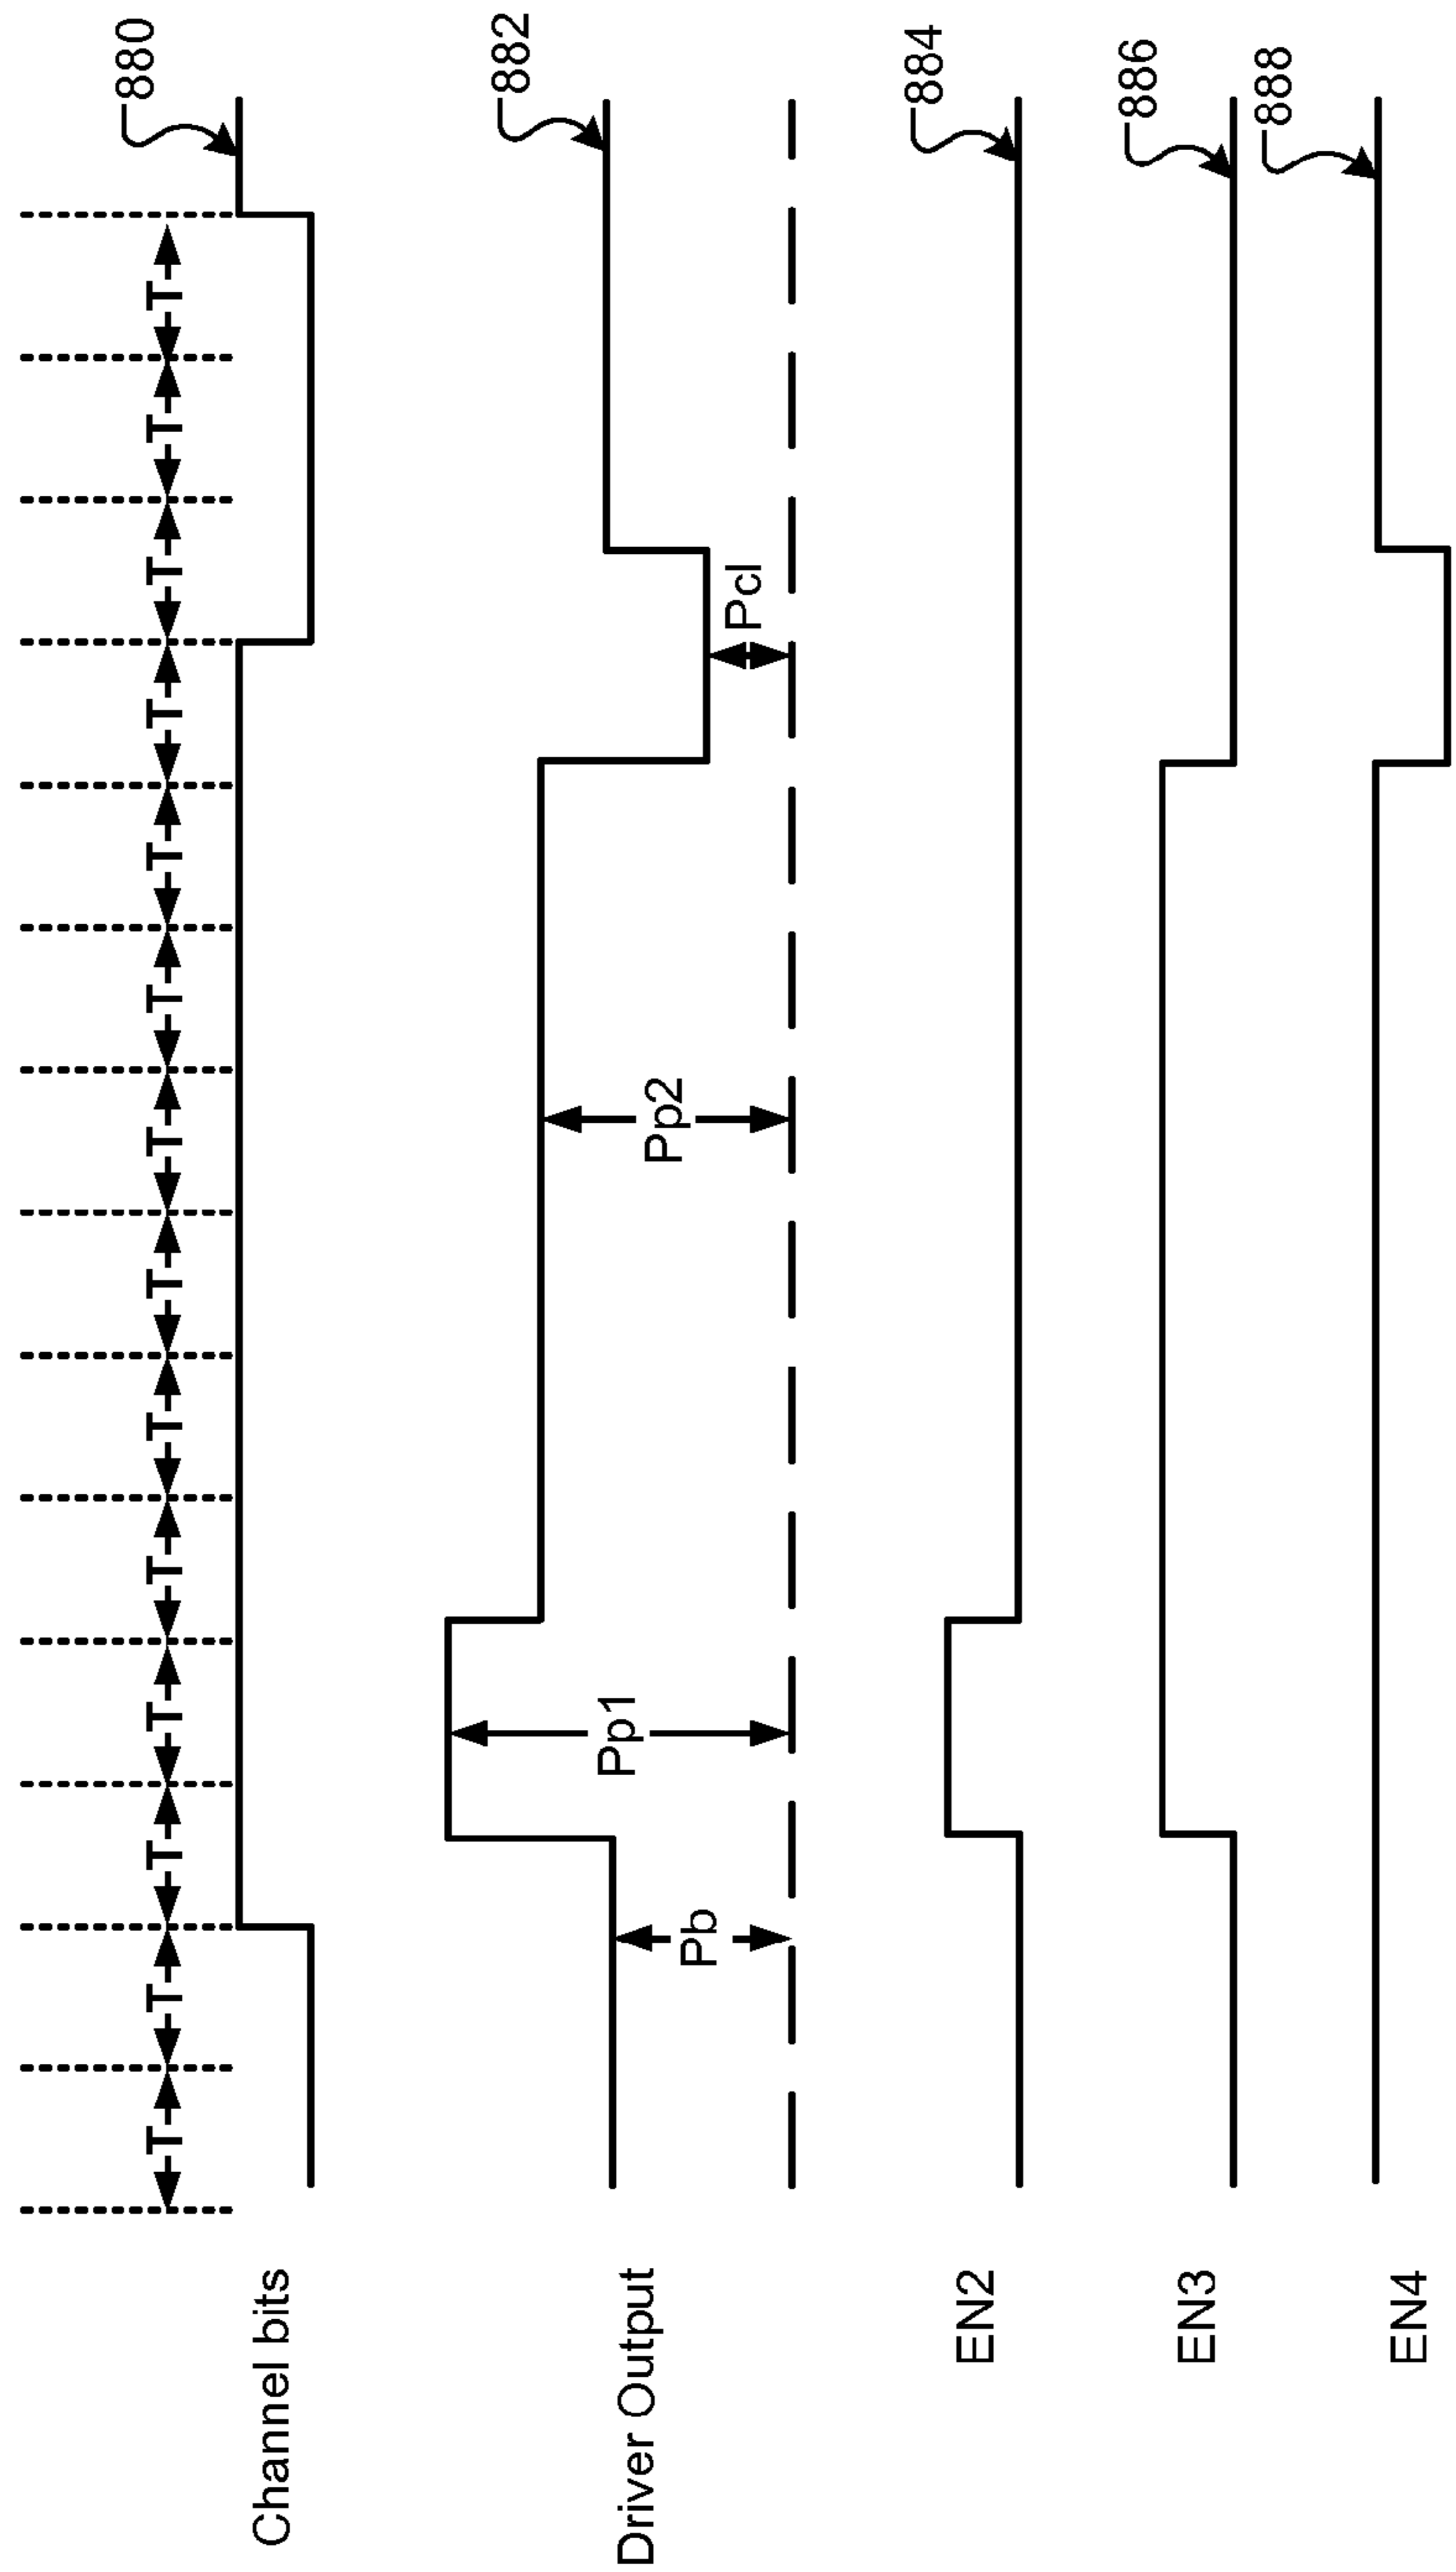 T T T T T T T T T T T T T T
880
Channel bits
882
Pp1
Pp2
Driver Output
Pb
Pcl
884
EN2
886
EN3
888
EN4